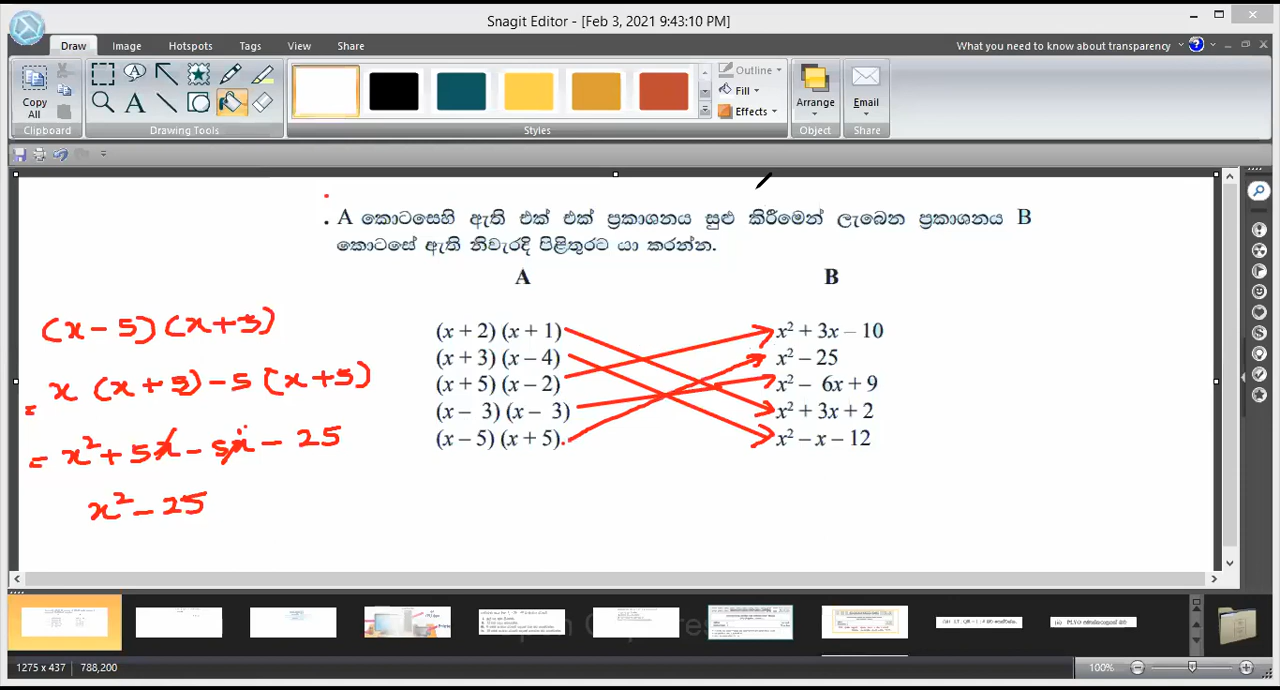 Snagit Editor - [Feb 3, 2021 9:43:10 PM]
Draw Image Hotspots Tags View Share What you need to know about transparency
Copy All
Outline
Fill
Effects
Arrange
Email
Clipboard Drawing Tools Styles Object Share
. A කොටසෙහි ඇති එක් එක් ප්‍රකාශනය සුළු කිරීමෙන් ලැබෙන ප්‍රකාශනය B
කොටසේ ඇති නිවැරදි පිළිතුරට යා කරන්න.
A B
(x + 2) (x + 1) x² + 3x – 10
(x + 3) (x – 4) x² – 25
(x + 5) (x – 2) x² – 6x + 9
(x – 3) (x – 3) x² + 3x + 2
(x – 5) (x + 5). x² – x – 12
(x – 5) (x + 5)
= x (x + 5) – 5 (x + 5)
= x² + 5x – 5x – 25
x² – 25
1275 x 437 788,200 100%